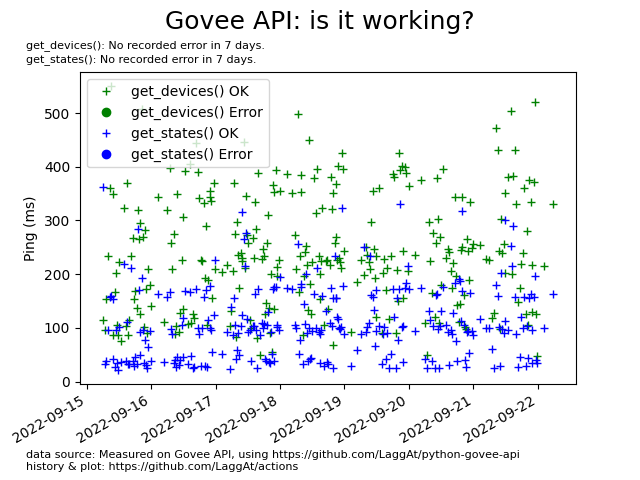 Govee API: is it working?
get_devices(): No recorded error in 7 days.
get_states(): No recorded error in 7 days.
get_devices() OK
get_devices() Error
get_states() OK
get_states() Error
Ping (ms)
500
400
300
200
100
0
2022-09-15
2022-09-16
2022-09-17
2022-09-18
2022-09-19
2022-09-20
2022-09-21
2022-09-22
data source: Measured on Govee API, using https://github.com/LaggAt/python-govee-api
history & plot: https://github.com/LaggAt/actions